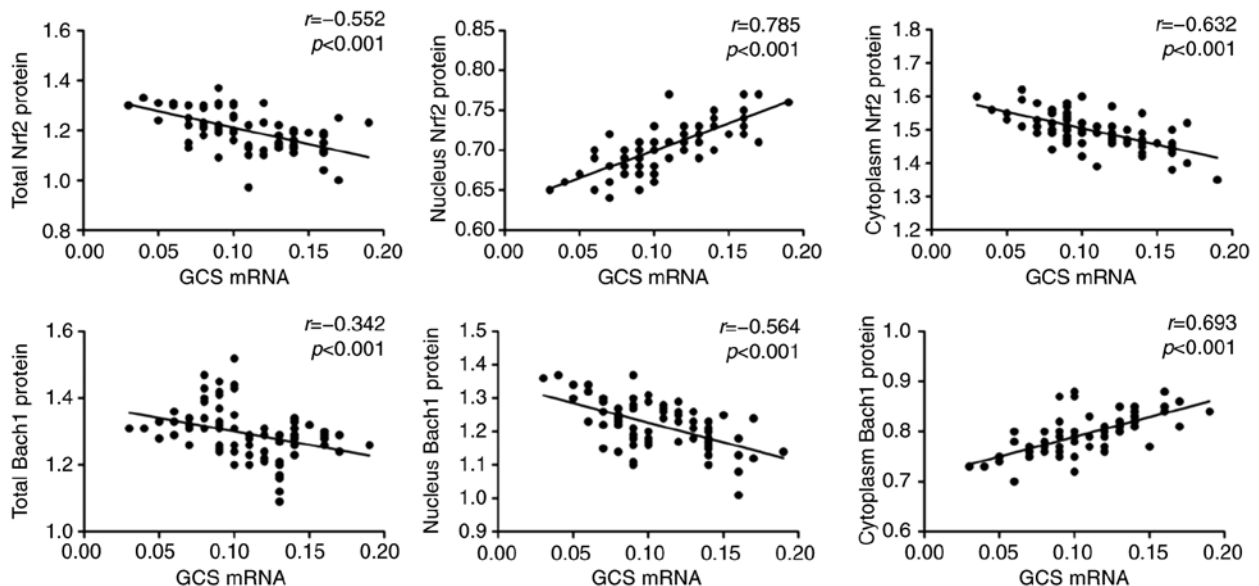 r=−0.552
p<0.001
Total Nrf2 protein
1.6
1.4
1.2
1.0
0.8
0.00 0.05 0.10 0.15 0.20
GCS mRNA
r=0.785
p<0.001
Nucleus Nrf2 protein
0.85
0.80
0.75
0.70
0.65
0.60
0.00 0.05 0.10 0.15 0.20
GCS mRNA
r=−0.632
p<0.001
Cytoplasm Nrf2 protein
1.8
1.7
1.6
1.5
1.4
1.3
1.2
0.00 0.05 0.10 0.15 0.20
GCS mRNA
r=−0.342
p<0.001
Total Bach1 protein
1.6
1.4
1.2
1.0
0.00 0.05 0.10 0.15 0.20
GCS mRNA
r=−0.564
p<0.001
Nucleus Bach1 protein
1.5
1.4
1.3
1.2
1.1
1.0
0.9
0.00 0.05 0.10 0.15 0.20
GCS mRNA
r=0.693
p<0.001
Cytoplasm Bach1 protein
1.0
0.9
0.8
0.7
0.6
0.00 0.05 0.10 0.15 0.20
GCS mRNA